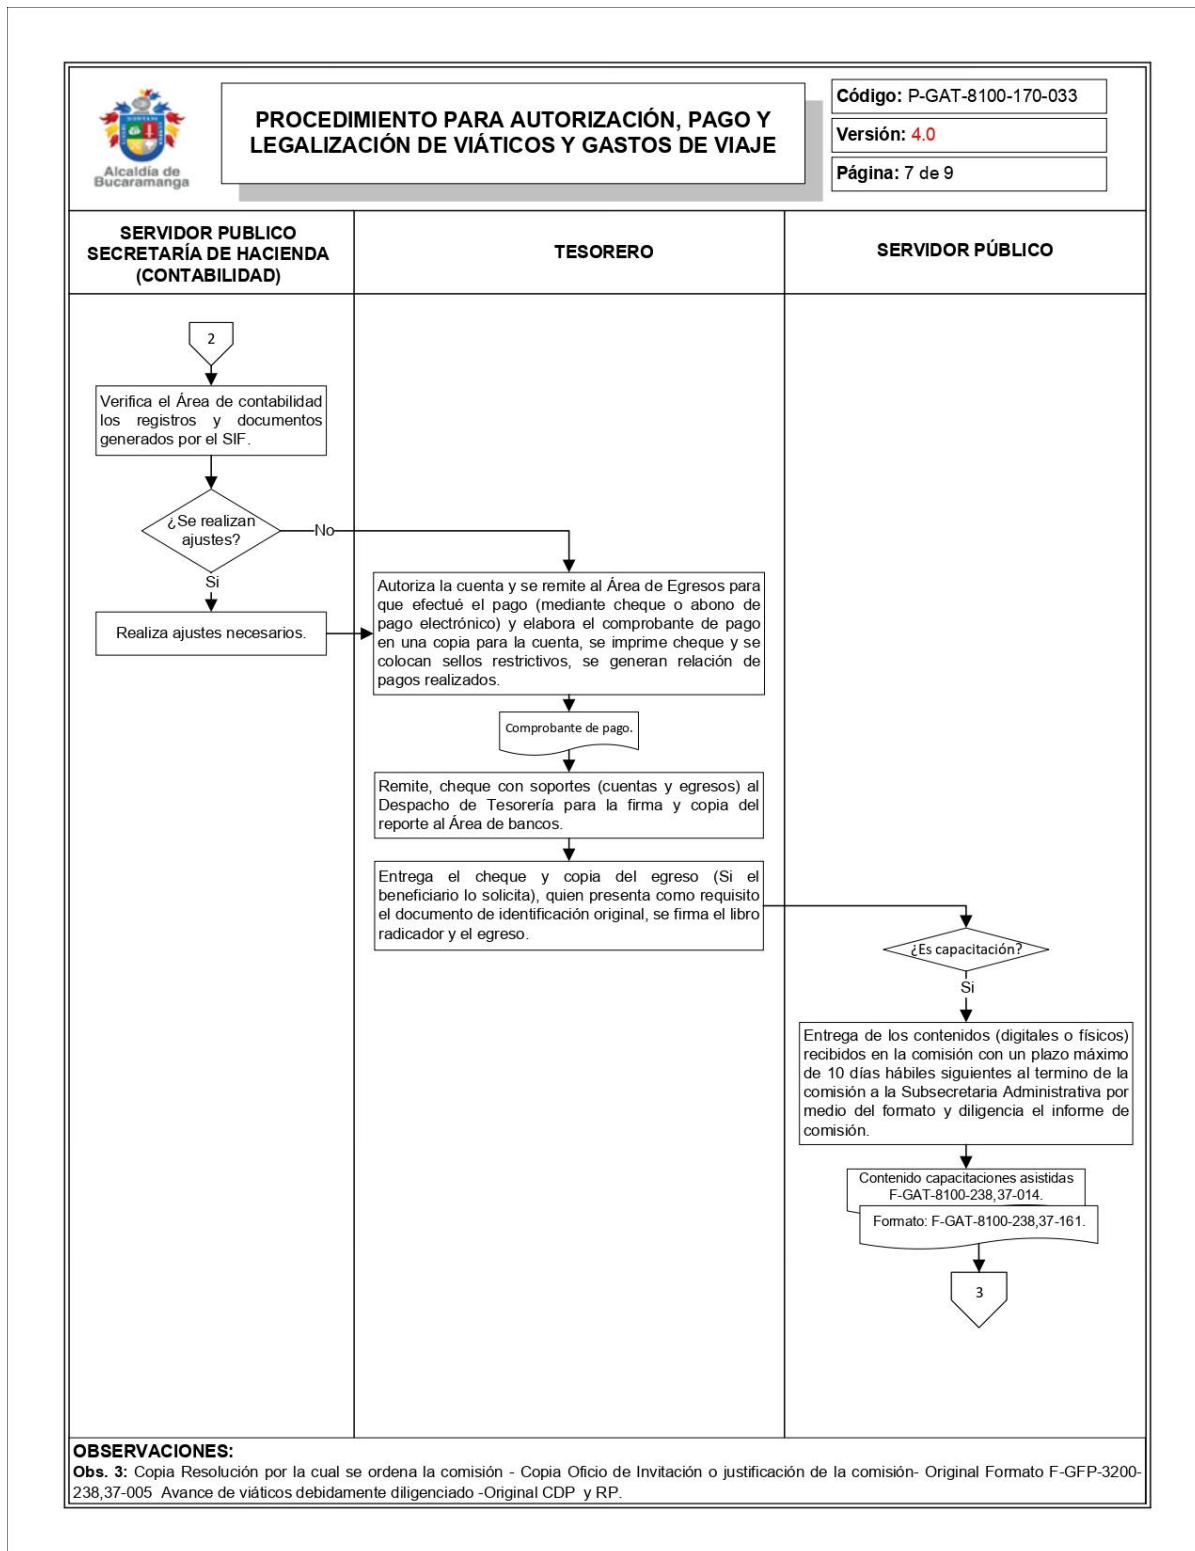 Alcaldía de
Bucaramanga
PROCEDIMIENTO PARA AUTORIZACIÓN, PAGO Y
LEGALIZACIÓN DE VIÁTICOS Y GASTOS DE VIAJE
Código: P-GAT-8100-170-033
Versión: 4.0
Página: 7 de 9
SERVIDOR PUBLICO
SECRETARÍA DE HACIENDA
(CONTABILIDAD)
TESORERO
SERVIDOR PÚBLICO
2
Verifica el Área de contabilidad
los registros y documentos
generados por el SIF.
¿Se realizan
ajustes?
No
Si
Realiza ajustes necesarios.
Autoriza la cuenta y se remite al Área de Egresos para
que efectué el pago (mediante cheque o abono de
pago electrónico) y elabora el comprobante de pago
en una copia para la cuenta, se imprime cheque y se
colocan sellos restrictivos, se generan relación de
pagos realizados.
Comprobante de pago.
Remite, cheque con soportes (cuentas y egresos) al
Despacho de Tesorería para la firma y copia del
reporte al Área de bancos.
Entrega el cheque y copia del egreso (Si el
beneficiario lo solicita), quien presenta como requisito
el documento de identificación original, se firma el libro
radicador y el egreso.
¿Es capacitación?
Si
Entrega de los contenidos (digitales o físicos)
recibidos en la comisión con un plazo máximo
de 10 días hábiles siguientes al termino de la
comisión a la Subsecretaria Administrativa por
medio del formato y diligencia el informe de
comisión.
Contenido capacitaciones asistidas
F-GAT-8100-238,37-014.
Formato: F-GAT-8100-238,37-161.
3
OBSERVACIONES:
Obs. 3: Copia Resolución por la cual se ordena la comisión - Copia Oficio de Invitación o justificación de la comisión- Original Formato F-GFP-3200-
238,37-005 Avance de viáticos debidamente diligenciado -Original CDP y RP.